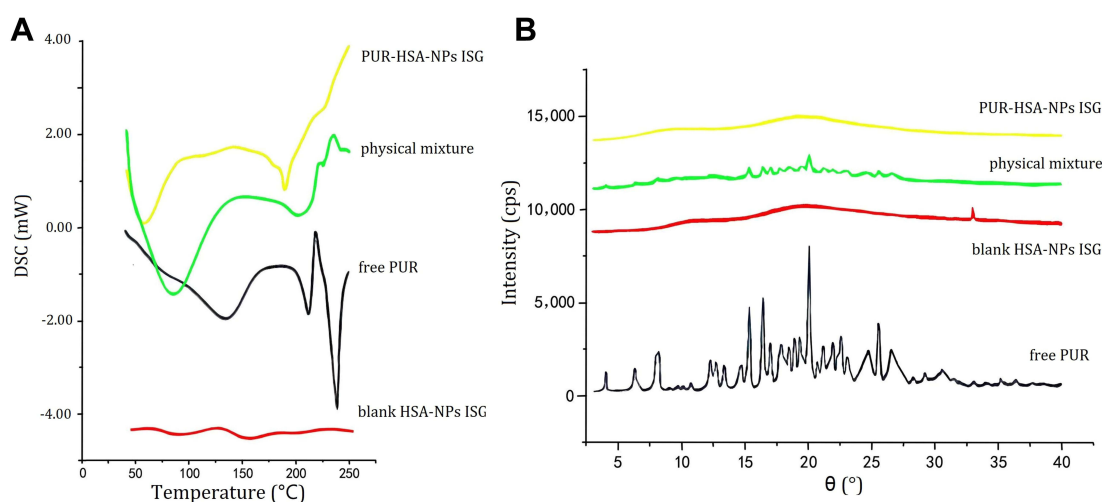 A
4.00
2.00
0.00
-2.00
-4.00
DSC (mW)
PUR-HSA-NPs ISG
physical mixture
free PUR
blank HSA-NPs ISG
0
50
100
150
200
250
Temperature (°C)
B
15,000
10,000
5,000
0
Intensity (cps)
PUR-HSA-NPs ISG
physical mixture
blank HSA-NPs ISG
free PUR
5
10
15
20
25
30
35
40
θ (°)